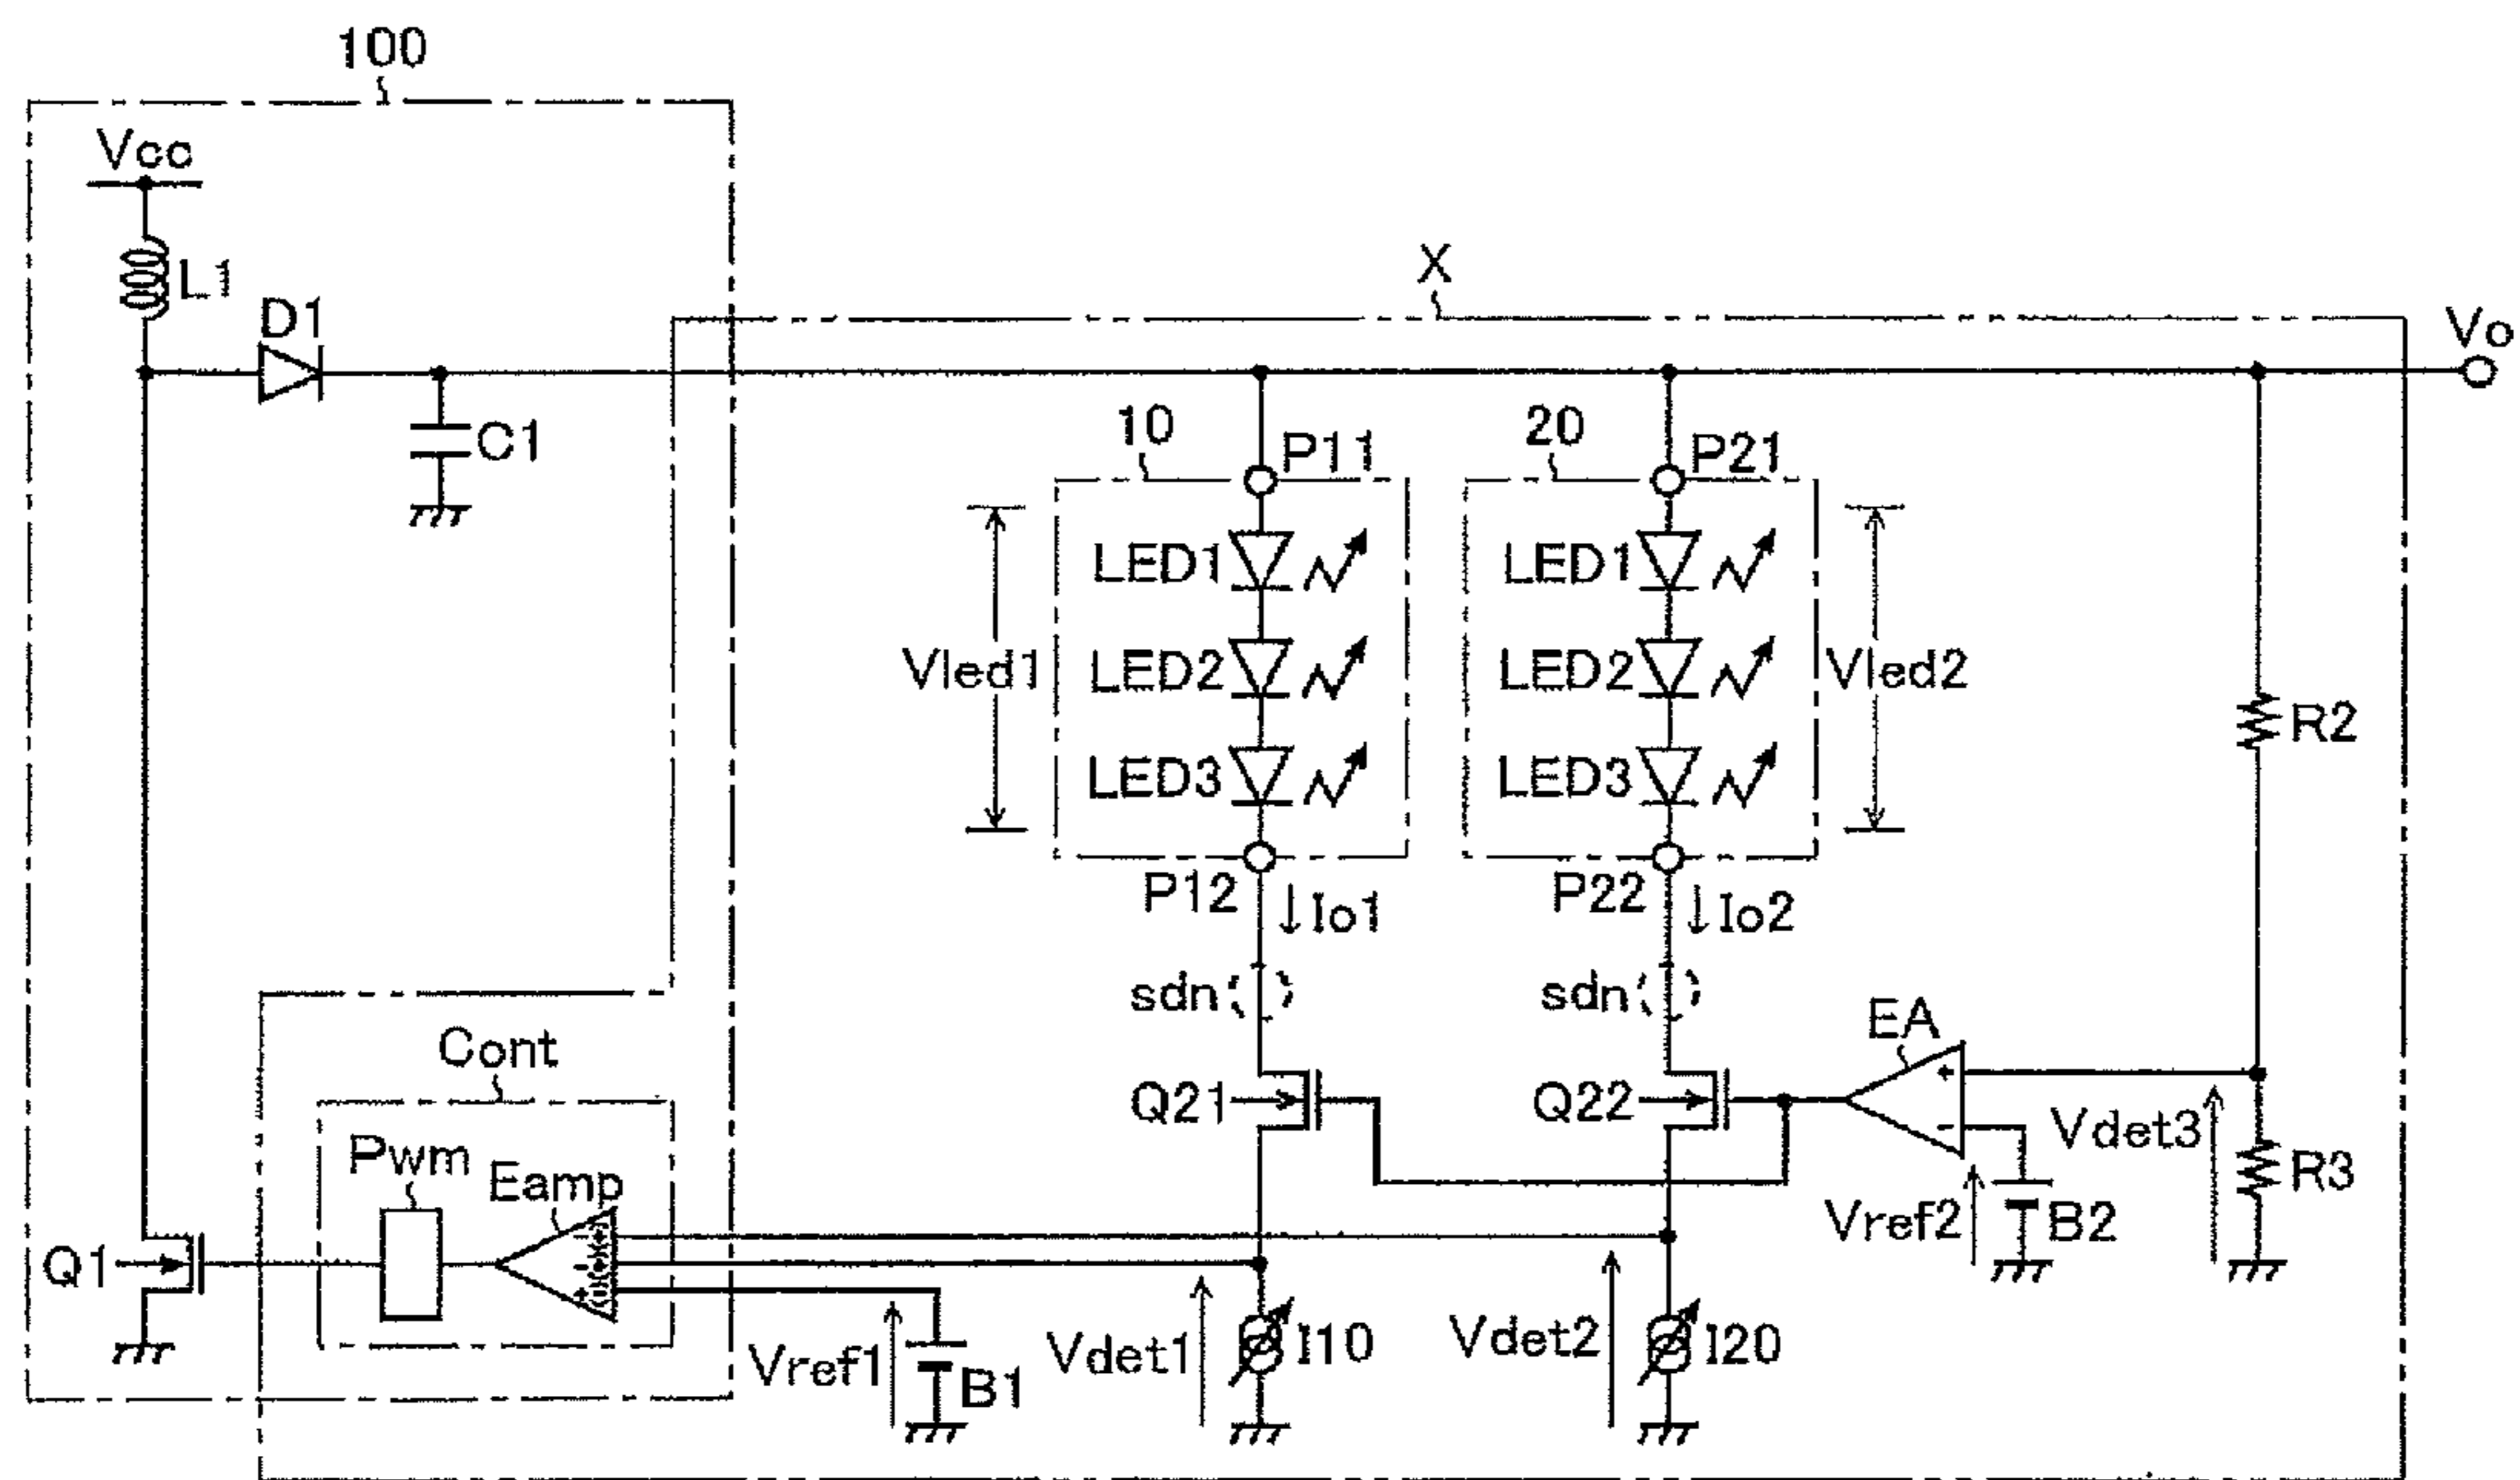 100
Vcc
L1
D1
C1
X
Vo
10
P11
20
P21
LED1
LED1
Vled1
LED2
LED2
Vled2
LED3
LED3
R2
P12
Io1
P22
Io2
sdn
sdn
EA
Cont
Q21
Q22
+
-
Vdet3
Pwm
Eamp
Vref2
B2
R3
Q1
-
-
+
Vref1
B1
Vdet1
I10
Vdet2
I20